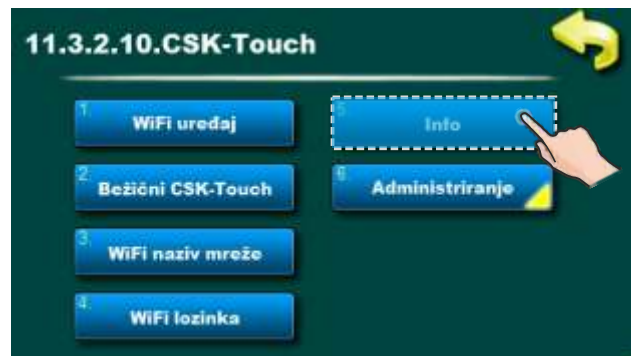 11.3.2.10.CSK-Touch
1. WiFi uređaj
2. Bežični CSK-Touch
3. WiFi naziv mreže
4. WiFi lozinka
5 Info
6 Administriranje